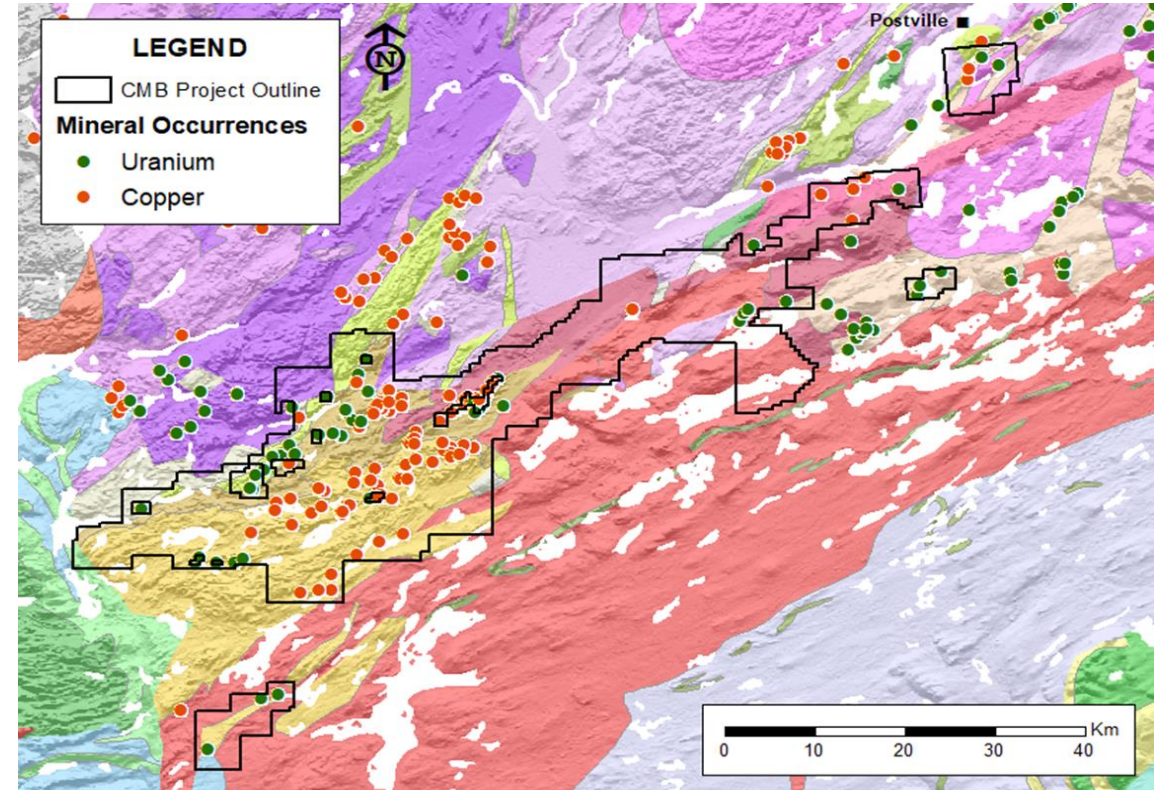 LEGEND
CMB Project Outline
Mineral Occurrences
Uranium
Copper
N
Postville
Km
0 10 20 30 40